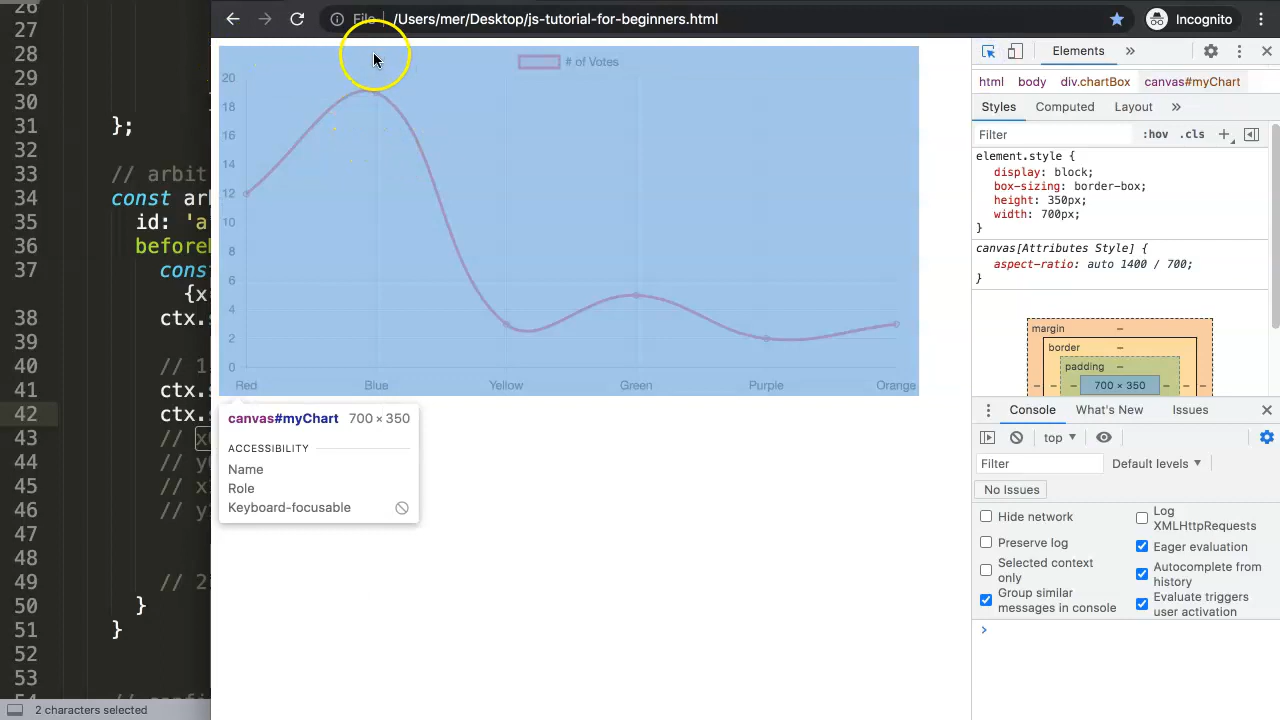 26
27
28
29
30
31 };
32
33 // arbit
34 const ar
35 id: 'a
36 before
37 cons
{x
38 ctx.
39
40 // 1
41 ctx.
42 ctx.
43 // x
44 // y
45 // x
46 // y
47
48
49 // 2
50 }
51 }
52
53
2 characters selected
File /Users/mer/Desktop/js-tutorial-for-beginners.html
Incognito
# of Votes
20
18
16
14
12
10
8
6
4
2
0
Red Blue Yellow Green Purple Orange
canvas#myChart 700 × 350
ACCESSIBILITY
Name
Role
Keyboard-focusable
Elements
html body div.chartBox canvas#myChart
Styles Computed Layout
Filter :hov .cls
element.style {
display: block;
box-sizing: border-box;
height: 350px;
width: 700px;
}
canvas[Attributes Style] {
aspect-ratio: auto 1400 / 700;
}
margin –
border –
padding –
– – – 700 × 350 – – –
Console What's New Issues
top
Filter Default levels
No Issues
Hide network
Log XMLHttpRequests
Preserve log
Eager evaluation
Selected context only
Autocomplete from history
Group similar messages in console
Evaluate triggers user activation